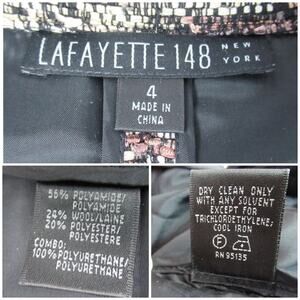 LAFAYETTE 148 NEW
YORK
4
MADE IN
CHINA
56% POLYAMIDE/
POLYAMIDE
24% WOOL/LAINE
20% POLYESTER/
POLYESTERE
COMBO:
100% POLYURETHANE/
POLYURETHANE
DRY CLEAN ONLY
WITH ANY SOLVENT
EXCEPT FOR
TRICHLOROETHYLENE;
COOL IRON
F
RN 95135